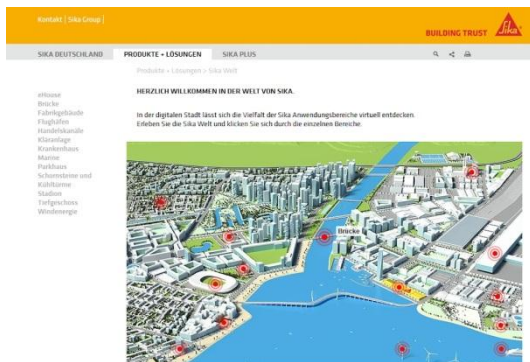 Kontakt | Sika Group |
BUILDING TRUST
Sika
SIKA DEUTSCHLAND
PRODUKTE + LÖSUNGEN
SIKA PLUS
Produkte + Lösungen > Sika Welt
eHouse
Brücke
Fabrikgebäude
Flughäfen
Handelskanäle
Kläranlage
Krankenhaus
Marine
Parkhaus
Schornsteine und
Kühltürme
Stadion
Tiefgeschoss
Windenergie
HERZLICH WILLKOMMEN IN DER WELT VON SIKA.
In der digitalen Stadt lässt sich die Vielfalt der Sika Anwendungsbereiche virtuell entdecken.
Erleben Sie die Sika Welt und klicken Sie sich durch die einzelnen Bereiche.
Brücke